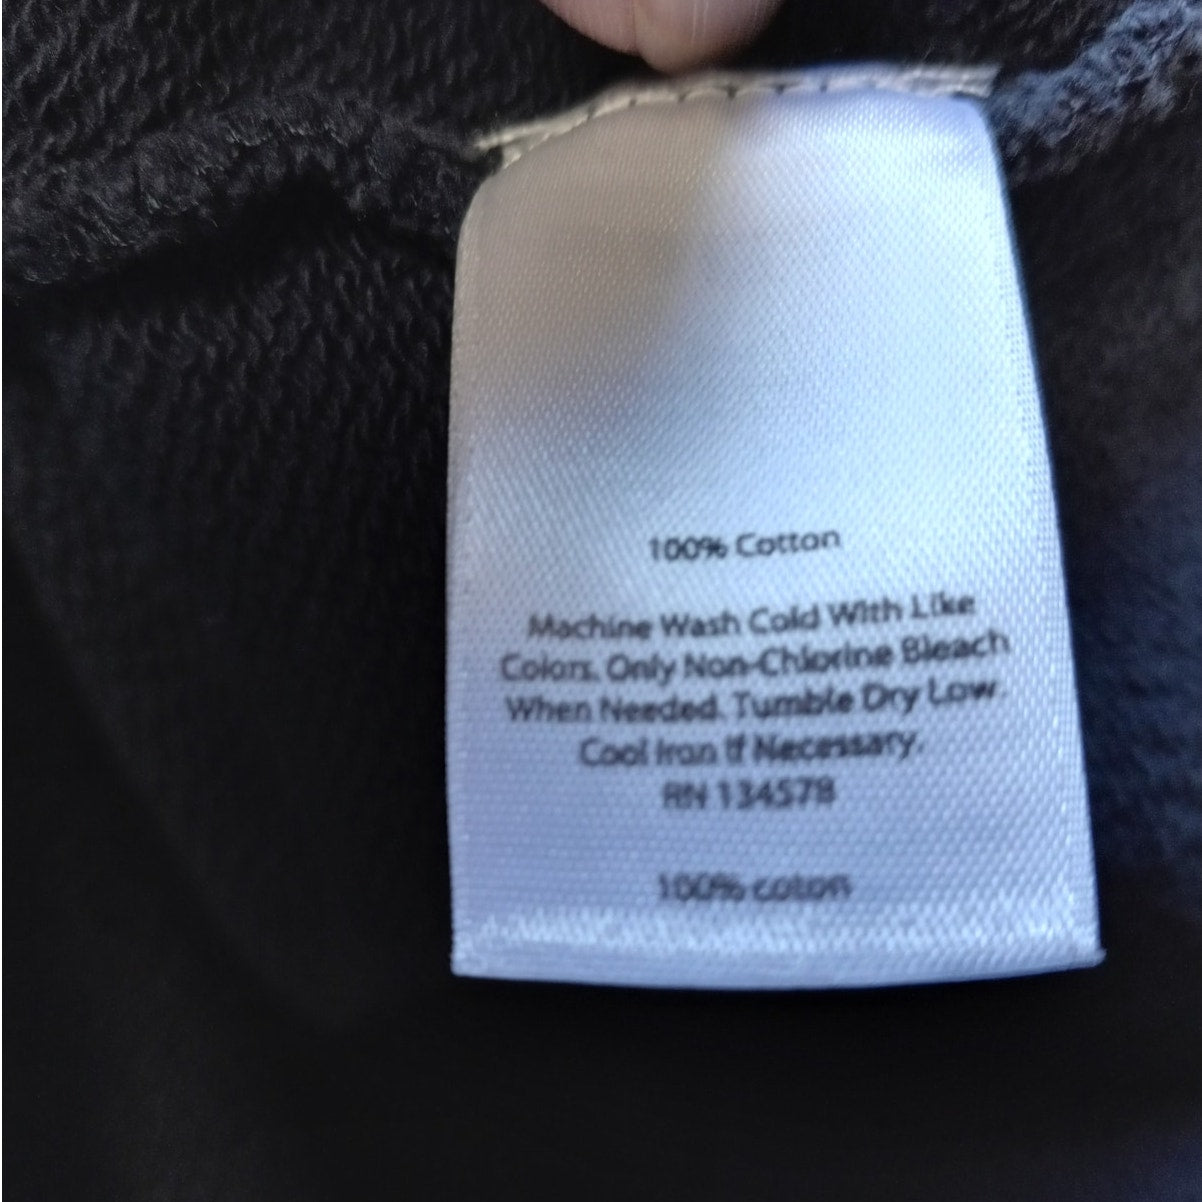 100% Cotton
Machine Wash Cold With Like
Colors. Only Non-Chlorine Bleach
When Needed. Tumble Dry Low.
Cool Iron If Necessary.
RN 134578
100% coton